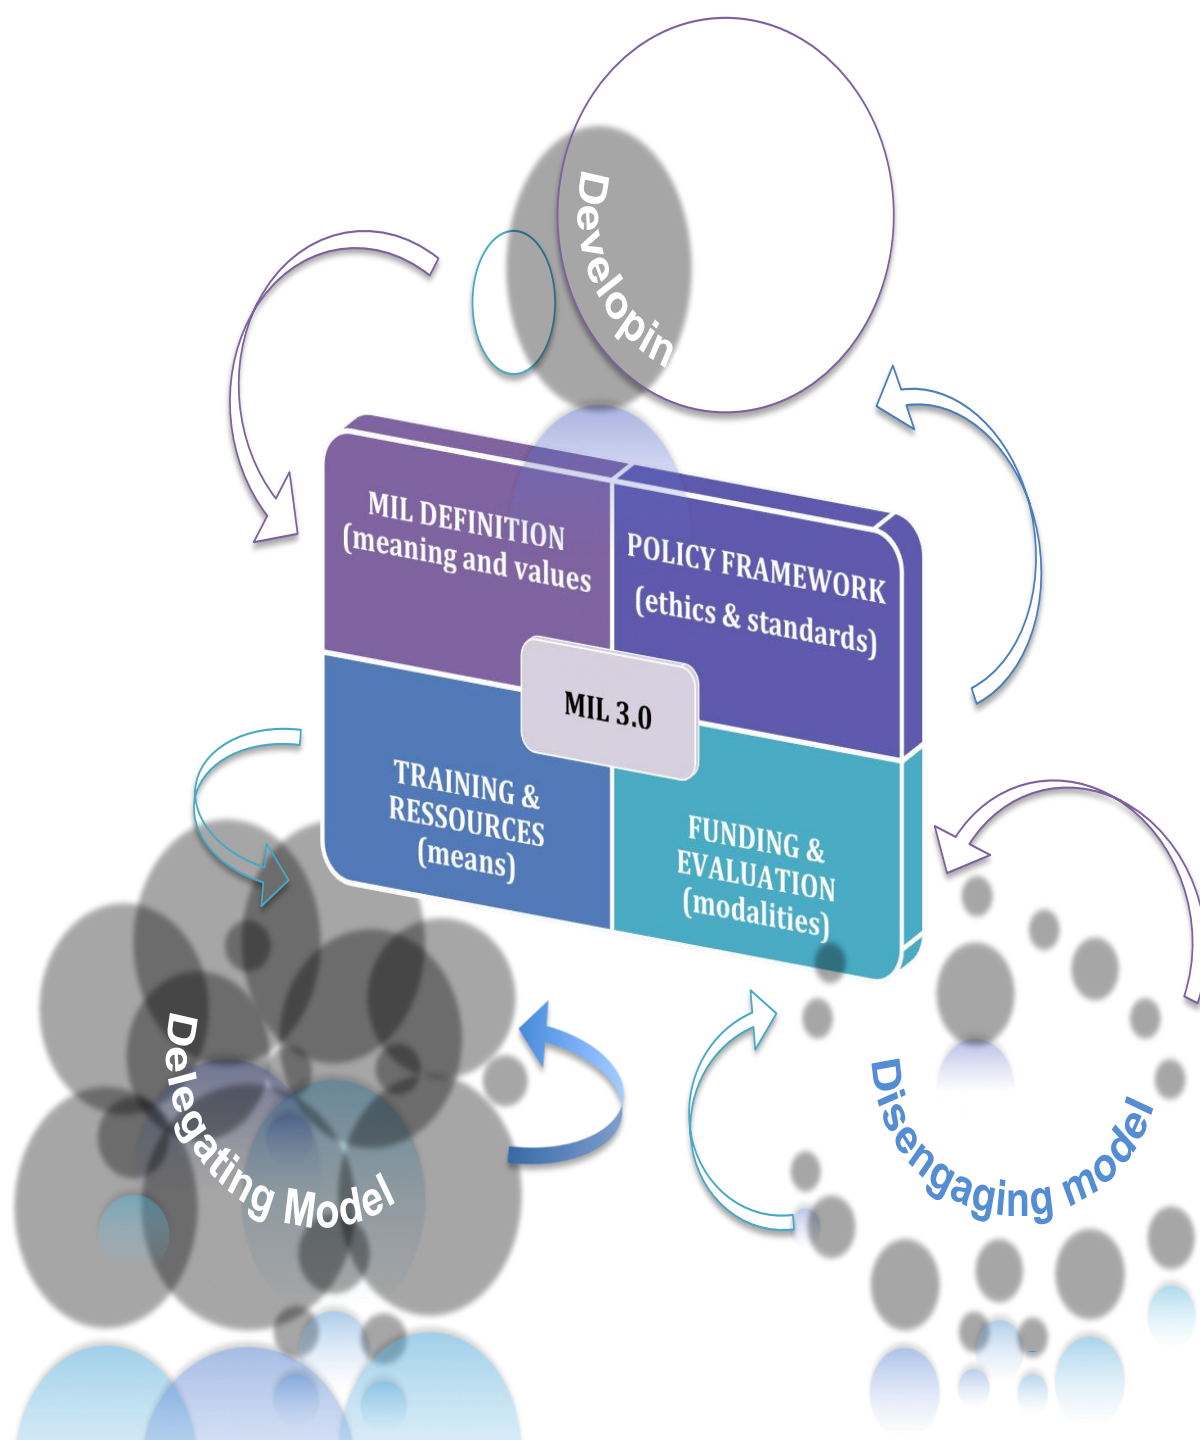 Developin
MIL DEFINITION
(meaning and values
POLICY FRAMEWORK
(ethics & standards)
MIL 3.0
TRAINING &
RESSOURCES
(means)
FUNDING &
EVALUATION
(modalities)
Delegating Model
Disengaging model